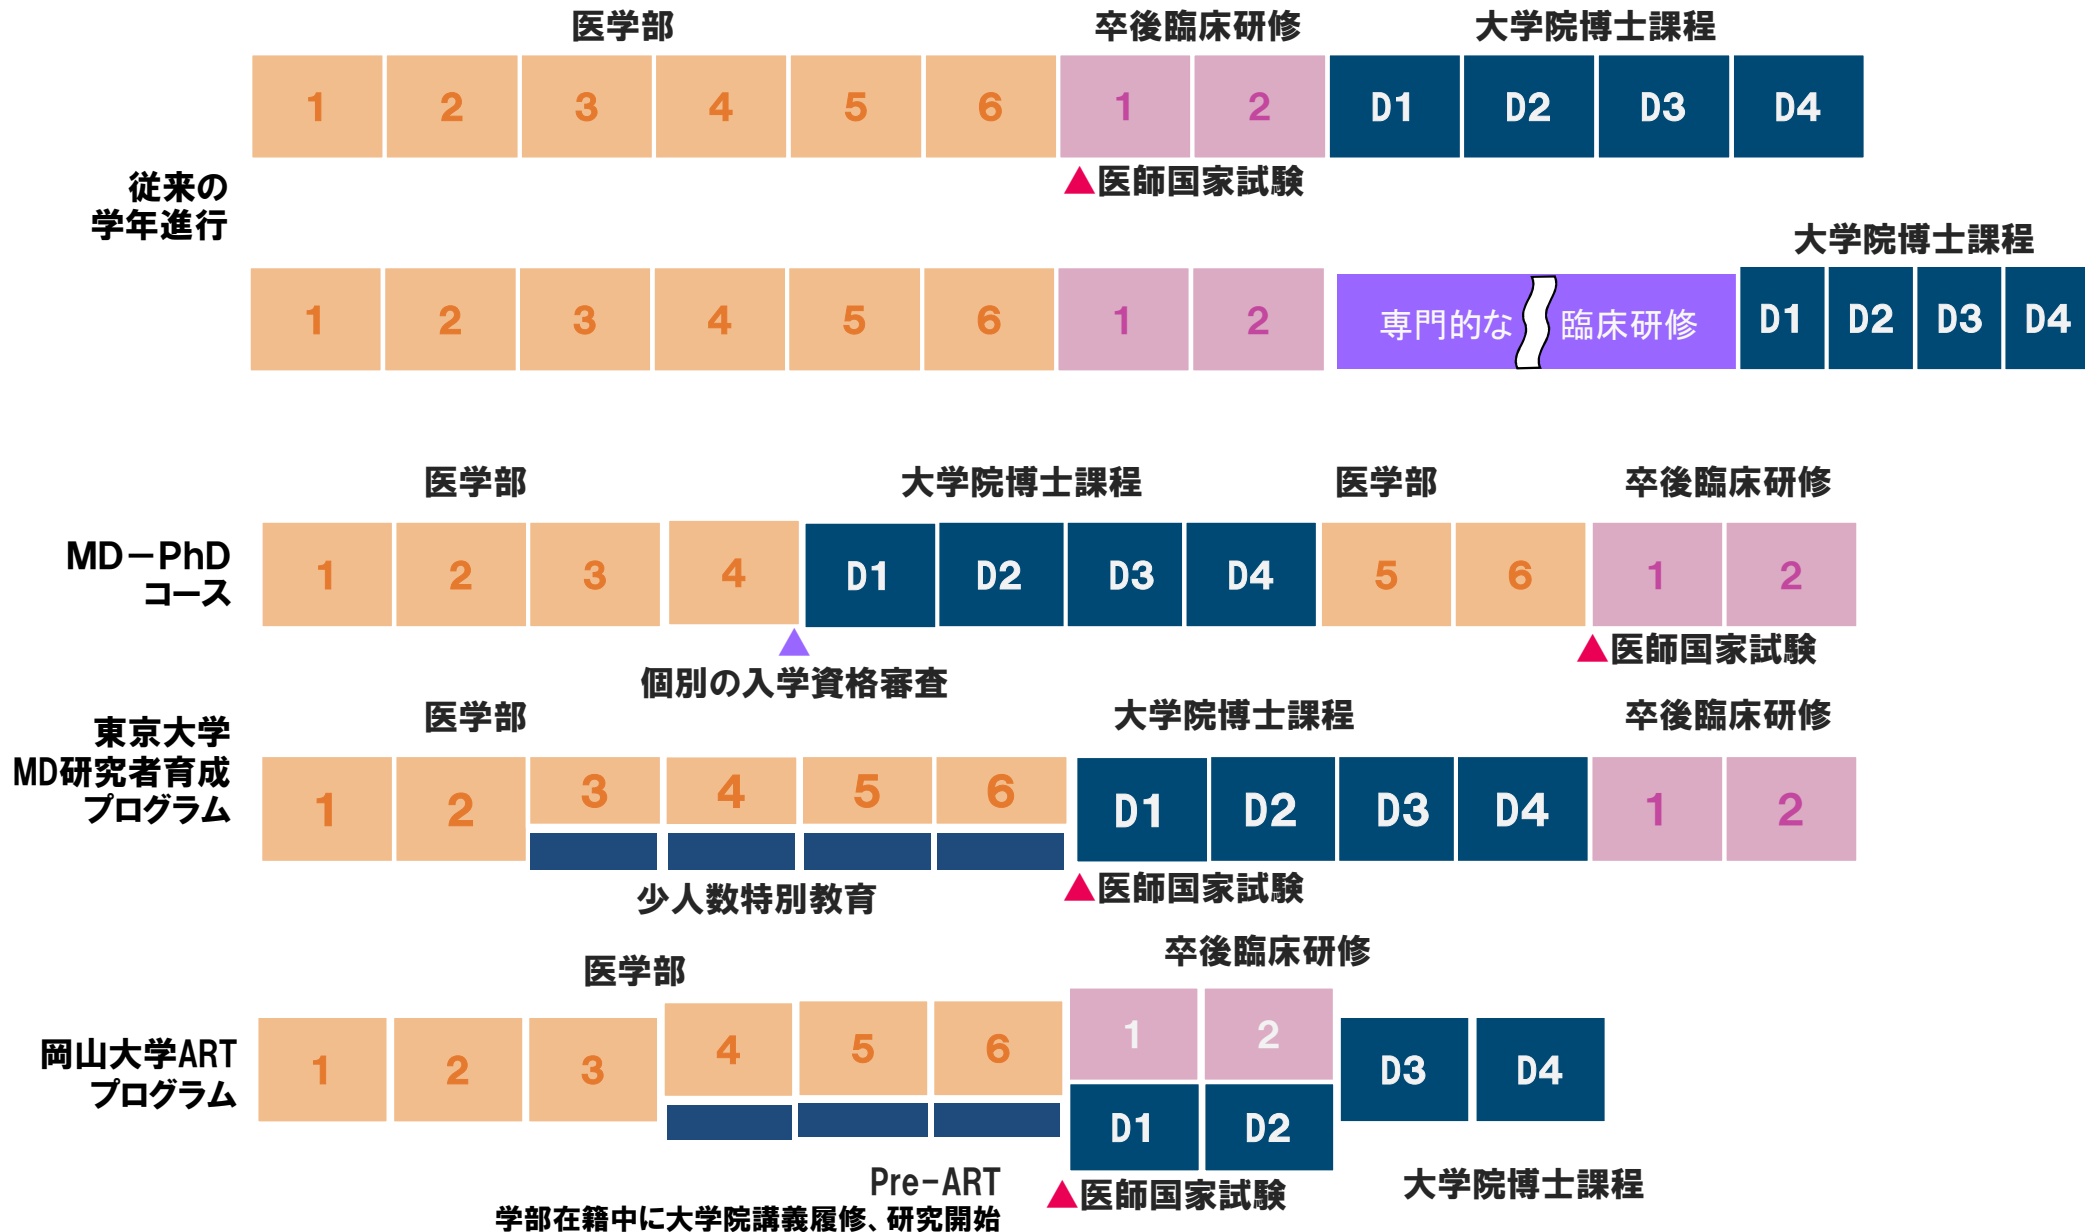 医学部 卒後臨床研修 大学院博士課程
1 2 3 4 5 6 1 2 D1 D2 D3 D4
▲医師国家試験
従来の
学年進行
大学院博士課程
1 2 3 4 5 6 1 2 専門的な 臨床研修 D1 D2 D3 D4
医学部 大学院博士課程 医学部 卒後臨床研修
MD－PhD
コース
1 2 3 4 D1 D2 D3 D4 5 6 1 2
▲医師国家試験
個別の入学資格審査
医学部 大学院博士課程 卒後臨床研修
東京大学
MD研究者育成
プログラム
1 2 3 4 5 6 D1 D2 D3 D4 1 2
少人数特別教育
▲医師国家試験
医学部 卒後臨床研修
岡山大学ART
プログラム
1 2 3 4 5 6 1 2 D3 D4
D1 D2
Pre−ART
学部在籍中に大学院講義履修、研究開始
▲医師国家試験
大学院博士課程